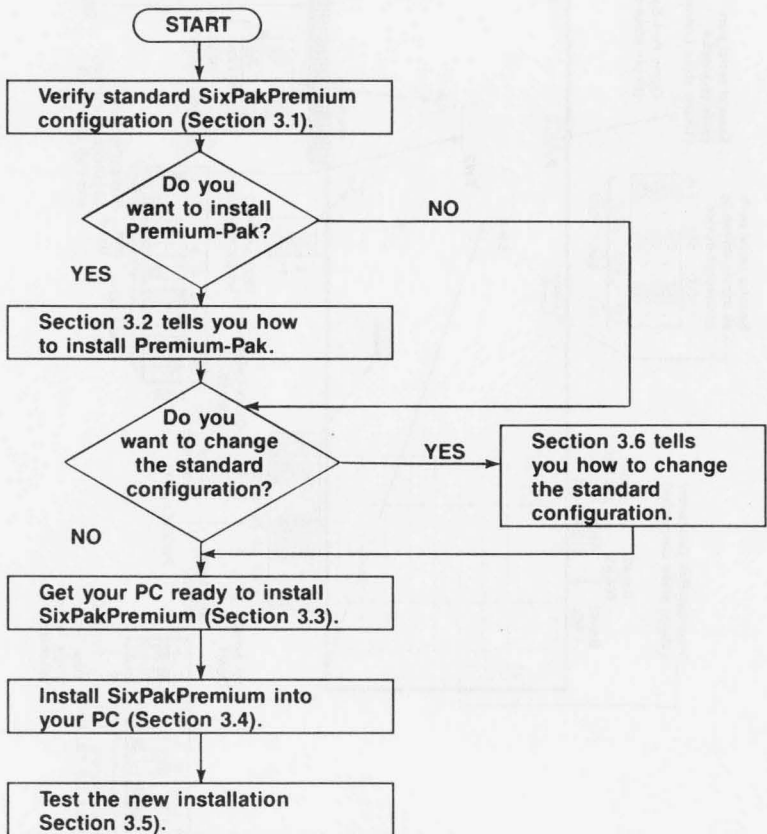 START
Verify standard SixPakPremium
configuration (Section 3.1).
Do you
want to install
Premium-Pak?
NO
YES
Section 3.2 tells you how
to install Premium-Pak.
Do you
want to change
the standard
configuration?
YES
Section 3.6 tells
you how to change
the standard
configuration.
NO
Get your PC ready to install
SixPakPremium (Section 3.3).
Install SixPakPremium into
your PC (Section 3.4).
Test the new installation
Section 3.5).